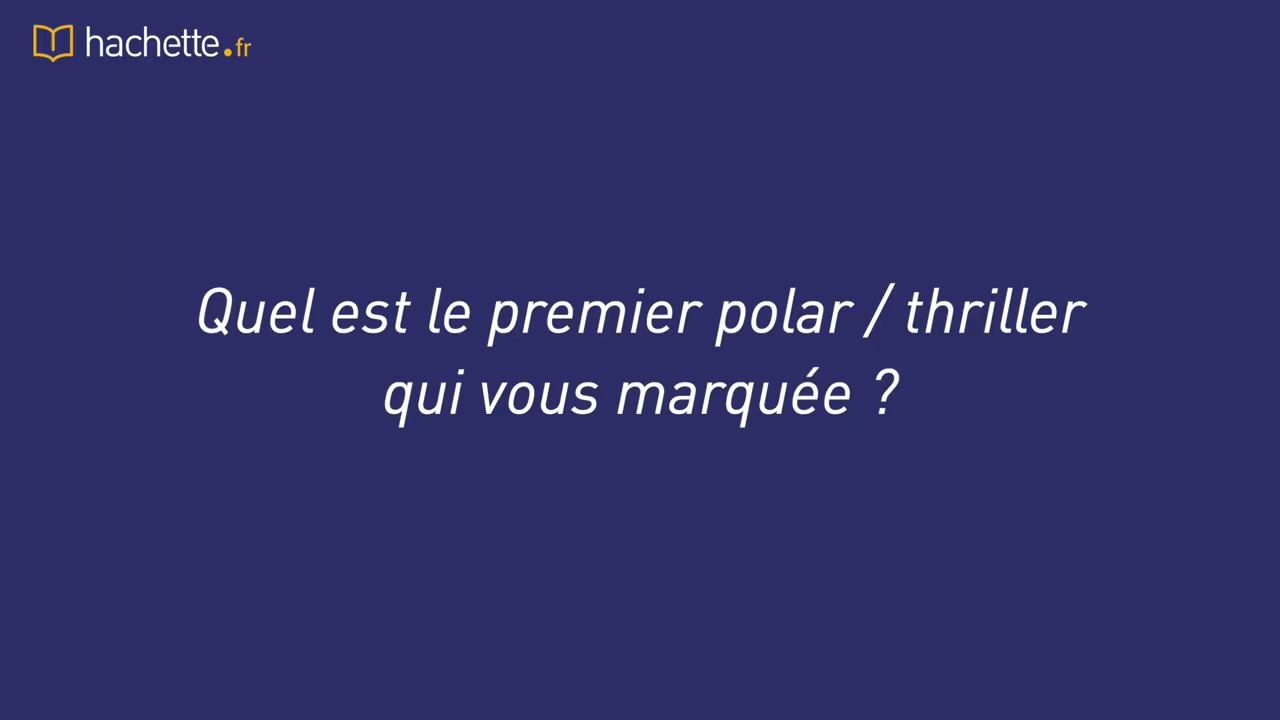 hachette.fr
Quel est le premier polar / thriller
qui vous marquée ?